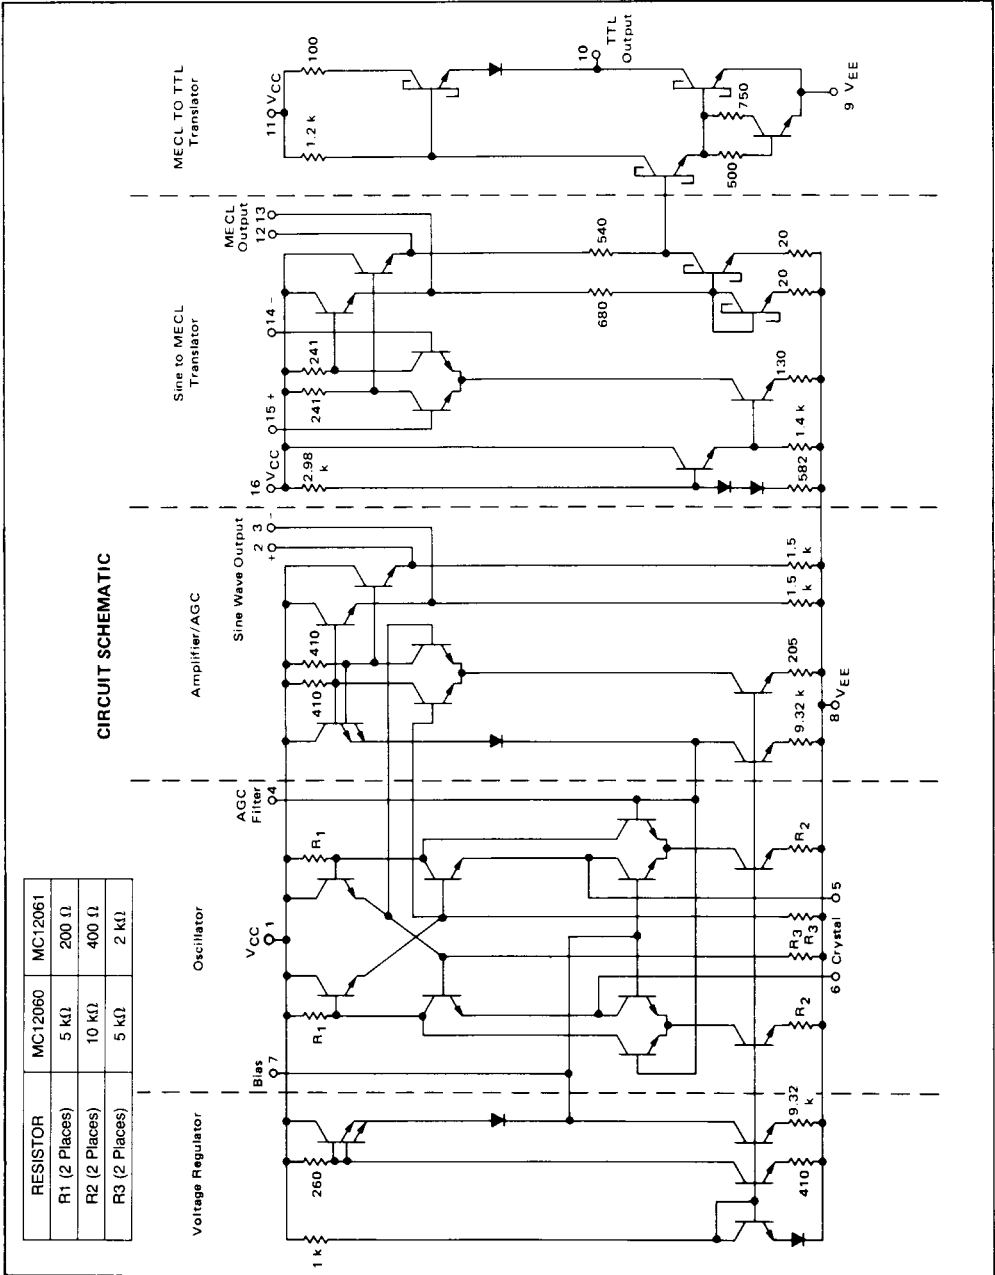 CIRCUIT SCHEMATIC
RESISTOR MC12060 MC12061
R1 (2 Places) 5 kΩ 200 Ω
R2 (2 Places) 10 kΩ 400 Ω
R3 (2 Places) 5 kΩ 2 kΩ
Voltage Regulator
Oscillator
Amplifier/AGC
Sine to MECL
Translator
MECL TO TTL
Translator
1 k
260
410
9.32
k
Bias
7
VCC
1
AGC
Filter
4
R1
R1
R2
R3
R3
R2
6
Crystal
5
Sine Wave Output
2
+
3
-
410
410
9.32 k
205
1.5
k
1.5
k
8
VEE
16
VCC
15 +
14 -
MECL
Output
12
13
2.98
k
241
241
680
540
582
1.4 k
130
20
20
11
VCC
1.2 k
100
10
TTL
Output
500
750
9 VEE